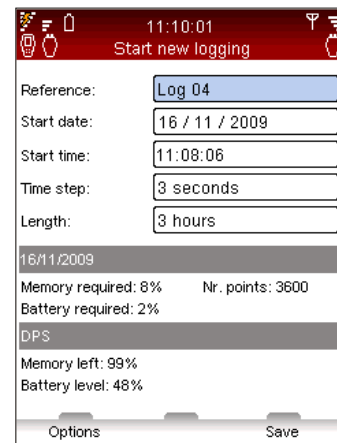 11:10:01
Start new logging
Reference: Log 04
Start date: 16 / 11 / 2009
Start time: 11:08:06
Time step: 3 seconds
Length: 3 hours
16/11/2009
Memory required: 8% Nr. points: 3600
Battery required: 2%
DPS
Memory left: 99%
Battery level: 48%
Options Save